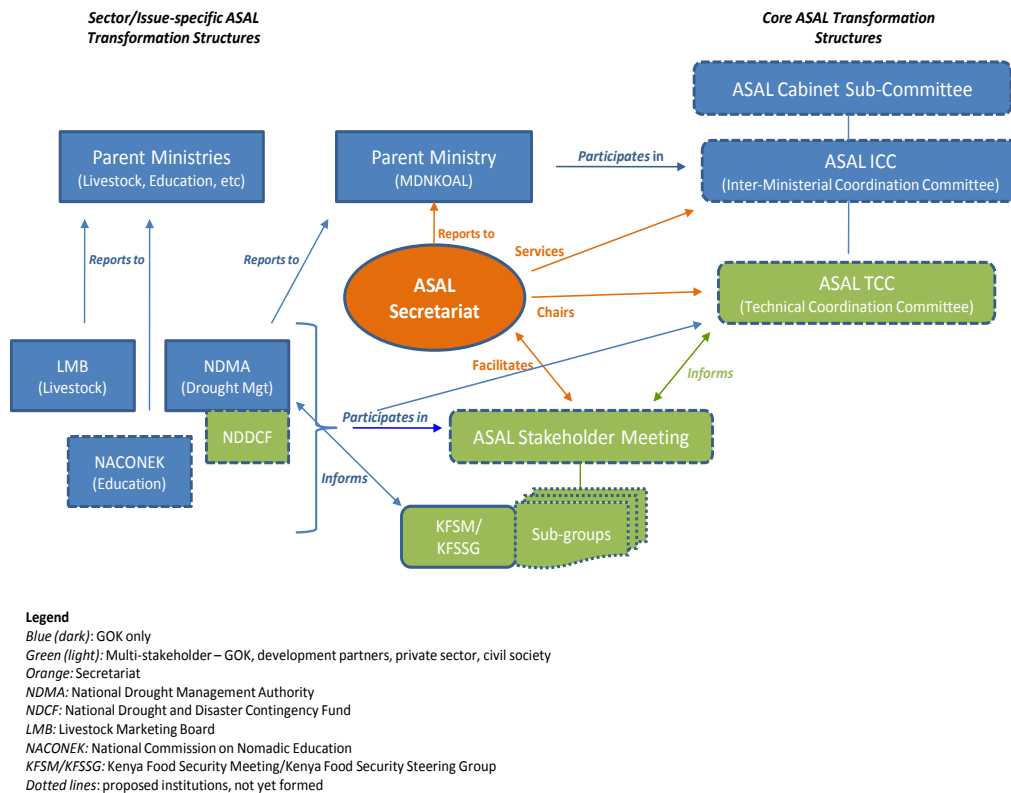 Sector/Issue-specific ASAL
Transformation Structures
Core ASAL Transformation
Structures
ASAL Cabinet Sub-Committee
Parent Ministries
(Livestock, Education, etc)
Parent Ministry
(MDNKOAL)
Participates in
ASAL ICC
(Inter-Ministerial Coordination Committee)
Reports to
Reports to
Reports to
Services
ASAL
Secretariat
ASAL TCC
(Technical Coordination Committee)
Chairs
LMB
(Livestock)
NDMA
(Drought Mgt)
Facilitates
Informs
NDDCF
Participates in
ASAL Stakeholder Meeting
NACONEK
(Education)
Informs
KFSM/
KFSSG
Sub-groups
Legend
Blue (dark): GOK only
Green (light): Multi-stakeholder – GOK, development partners, private sector, civil society
Orange: Secretariat
NDMA: National Drought Management Authority
NDCF: National Drought and Disaster Contingency Fund
LMB: Livestock Marketing Board
NACONEK: National Commission on Nomadic Education
KFSM/KFSSG: Kenya Food Security Meeting/Kenya Food Security Steering Group
Dotted lines: proposed institutions, not yet formed